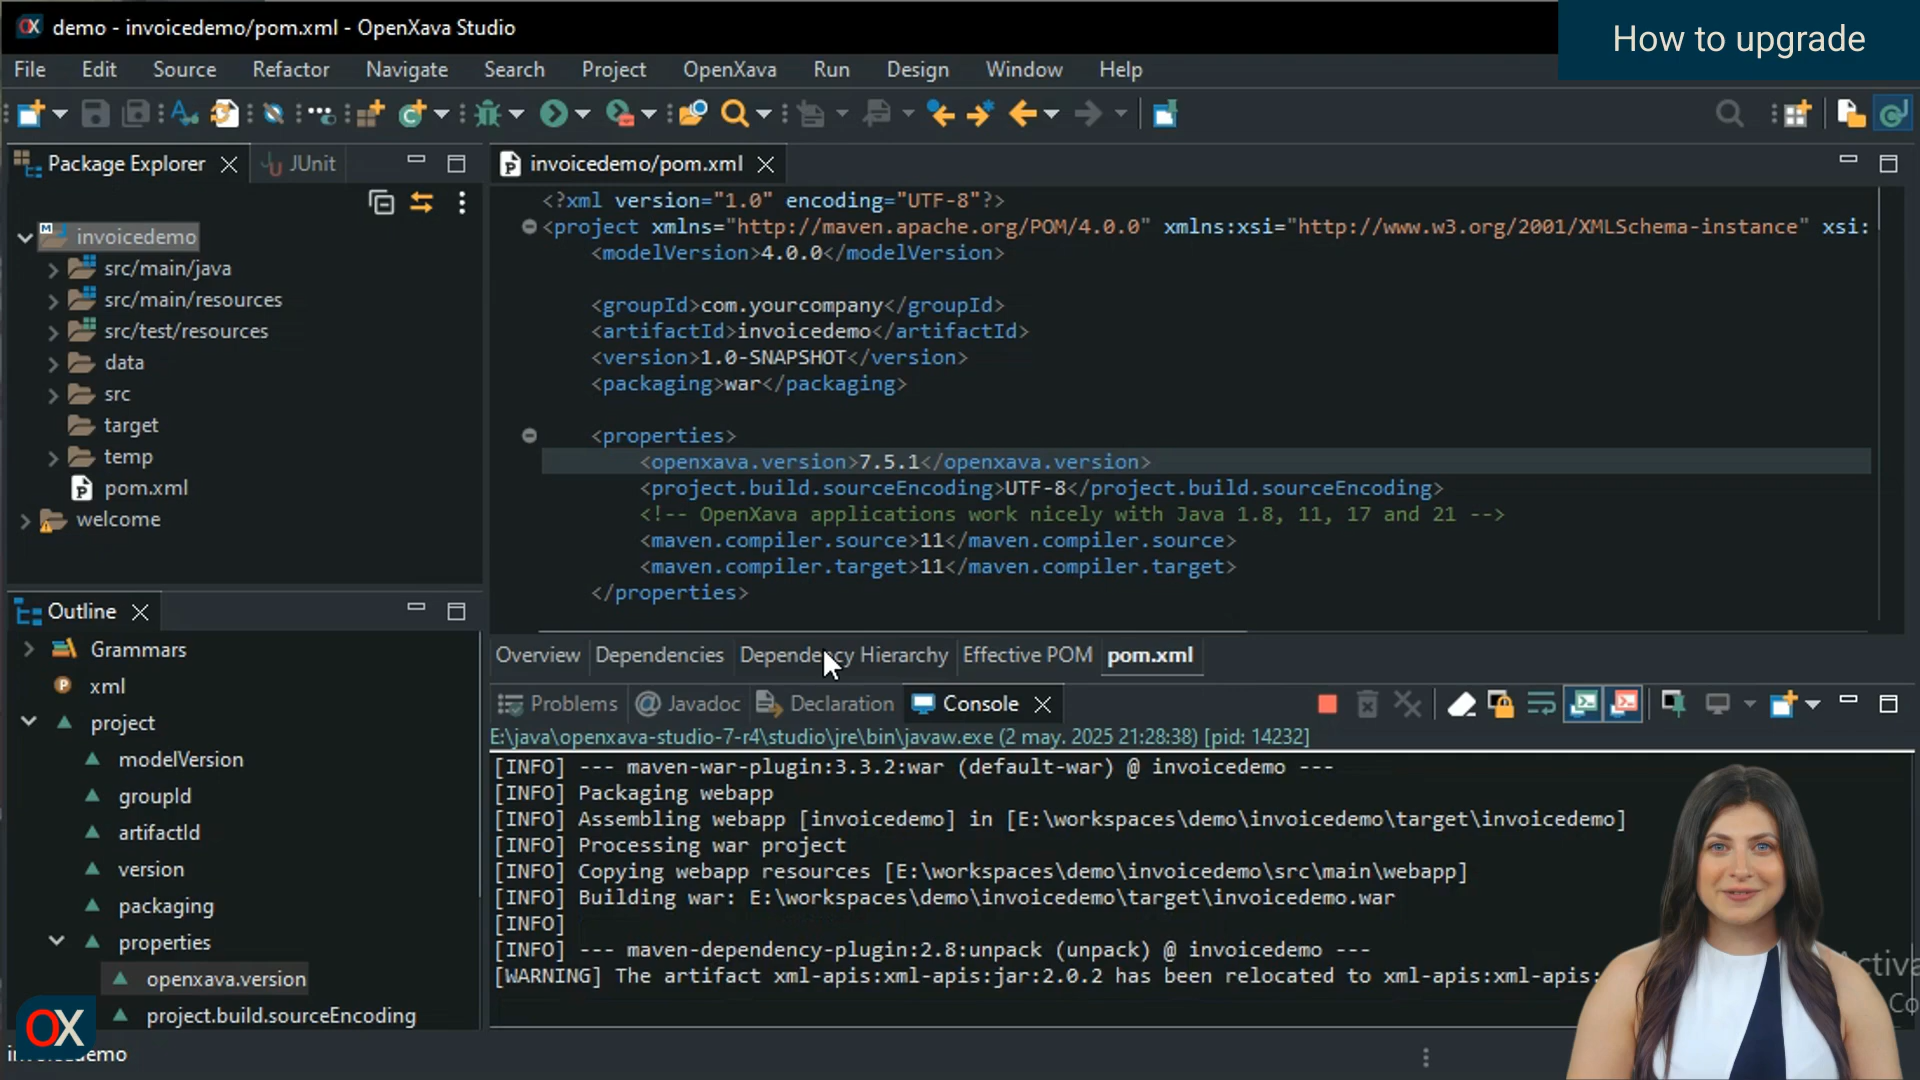 demo - invoicedemo/pom.xml - OpenXava Studio
How to upgrade
File Edit Source Refactor Navigate Search Project OpenXava Run Design Window Help
Package Explorer
JUnit
invoicedemo
src/main/java
src/main/resources
src/test/resources
data
src
target
temp
pom.xml
welcome
Outline
Grammars
xml
project
modelVersion
groupId
artifactId
version
packaging
properties
openxava.version
project.build.sourceEncoding
OX
invoicedemo/pom.xml
<?xml version="1.0" encoding="UTF-8"?>
<project xmlns="http://maven.apache.org/POM/4.0.0" xmlns:xsi="http://www.w3.org/2001/XMLSchema-instance" xsi:
<modelVersion>4.0.0</modelVersion>
<groupId>com.yourcompany</groupId>
<artifactId>invoicedemo</artifactId>
<version>1.0-SNAPSHOT</version>
<packaging>war</packaging>
<properties>
<openxava.version>7.5.1</openxava.version>
<project.build.sourceEncoding>UTF-8</project.build.sourceEncoding>
<!-- OpenXava applications work nicely with Java 1.8, 11, 17 and 21 -->
<maven.compiler.source>11</maven.compiler.source>
<maven.compiler.target>11</maven.compiler.target>
</properties>
Overview Dependencies Dependency Hierarchy Effective POM pom.xml
Problems Javadoc Declaration Console
E:\java\openxava-studio-7-r4\studio\jre\bin\javaw.exe (2 may. 2025 21:28:38) [pid: 14232]
[INFO] --- maven-war-plugin:3.3.2:war (default-war) @ invoicedemo ---
[INFO] Packaging webapp
[INFO] Assembling webapp [invoicedemo] in [E:\workspaces\demo\invoicedemo\target\invoicedemo]
[INFO] Processing war project
[INFO] Copying webapp resources [E:\workspaces\demo\invoicedemo\src\main\webapp]
[INFO] Building war: E:\workspaces\demo\invoicedemo\target\invoicedemo.war
[INFO]
[INFO] --- maven-dependency-plugin:2.8:unpack (unpack) @ invoicedemo ---
[WARNING] The artifact xml-apis:xml-apis:jar:2.0.2 has been relocated to xml-apis:xml-apis: